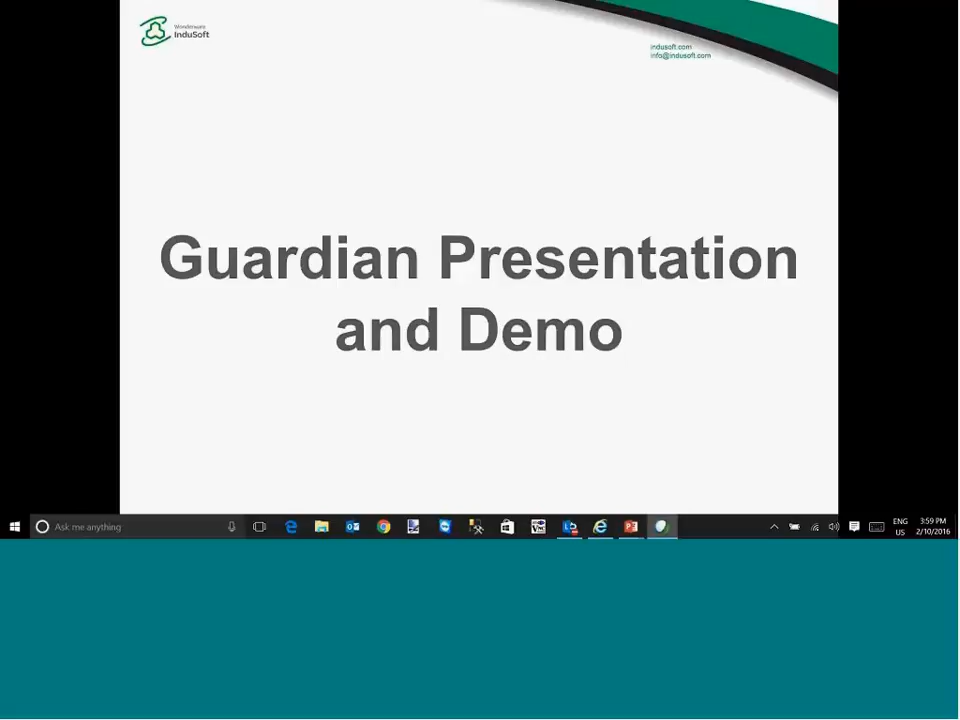 Wonderware
InduSoft
indusoft.com
info@indusoft.com
Guardian Presentation
and Demo
Ask me anything
ENG
US
3:59 PM
2/10/2016